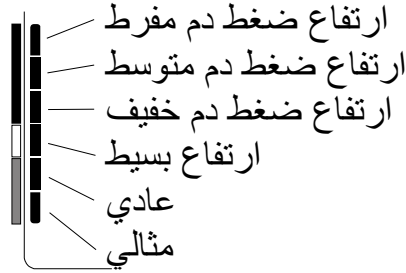 ارتفاع ضغط دم مفرط
ارتفاع ضغط دم متوسط
ارتفاع ضغط دم خفيف
ارتفاع بسيط
عادي
مثالي